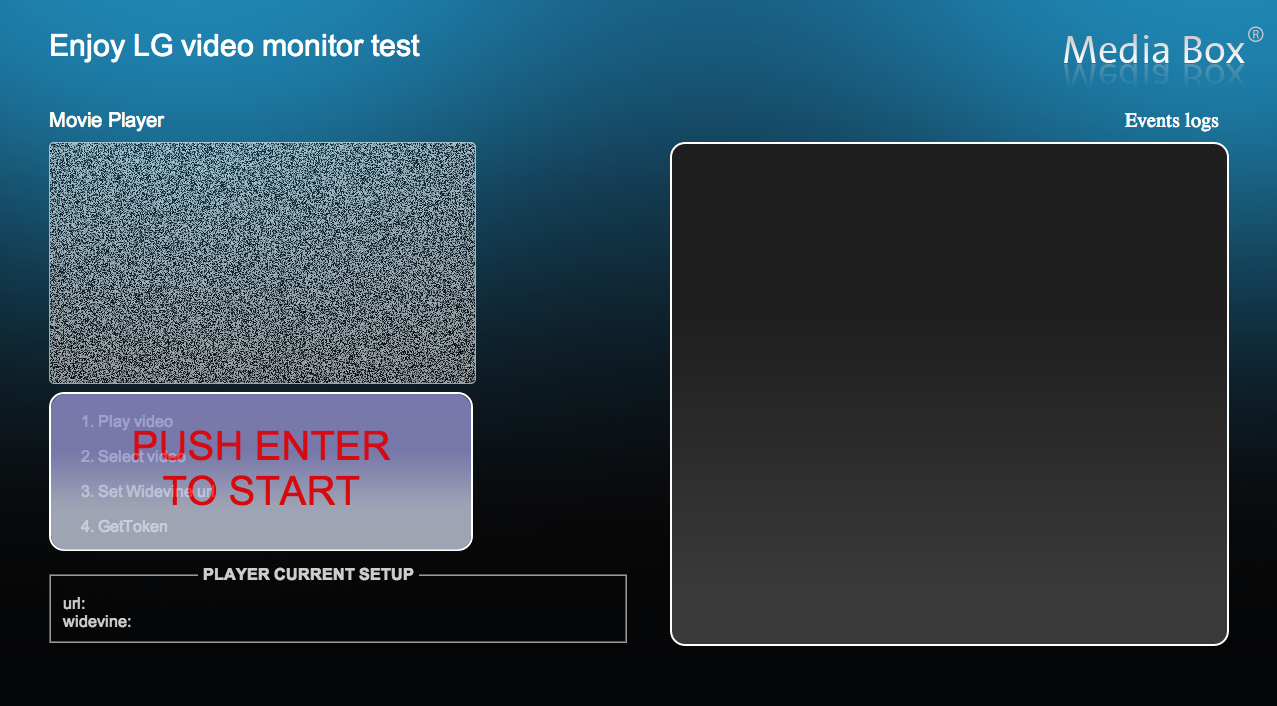 Enjoy LG video monitor test
Media Box®
Movie Player
Events logs
1. Play video
2. Select video
3. Set Widevine url
4. GetToken
PUSH ENTER
TO START
PLAYER CURRENT SETUP
url:
widevine: